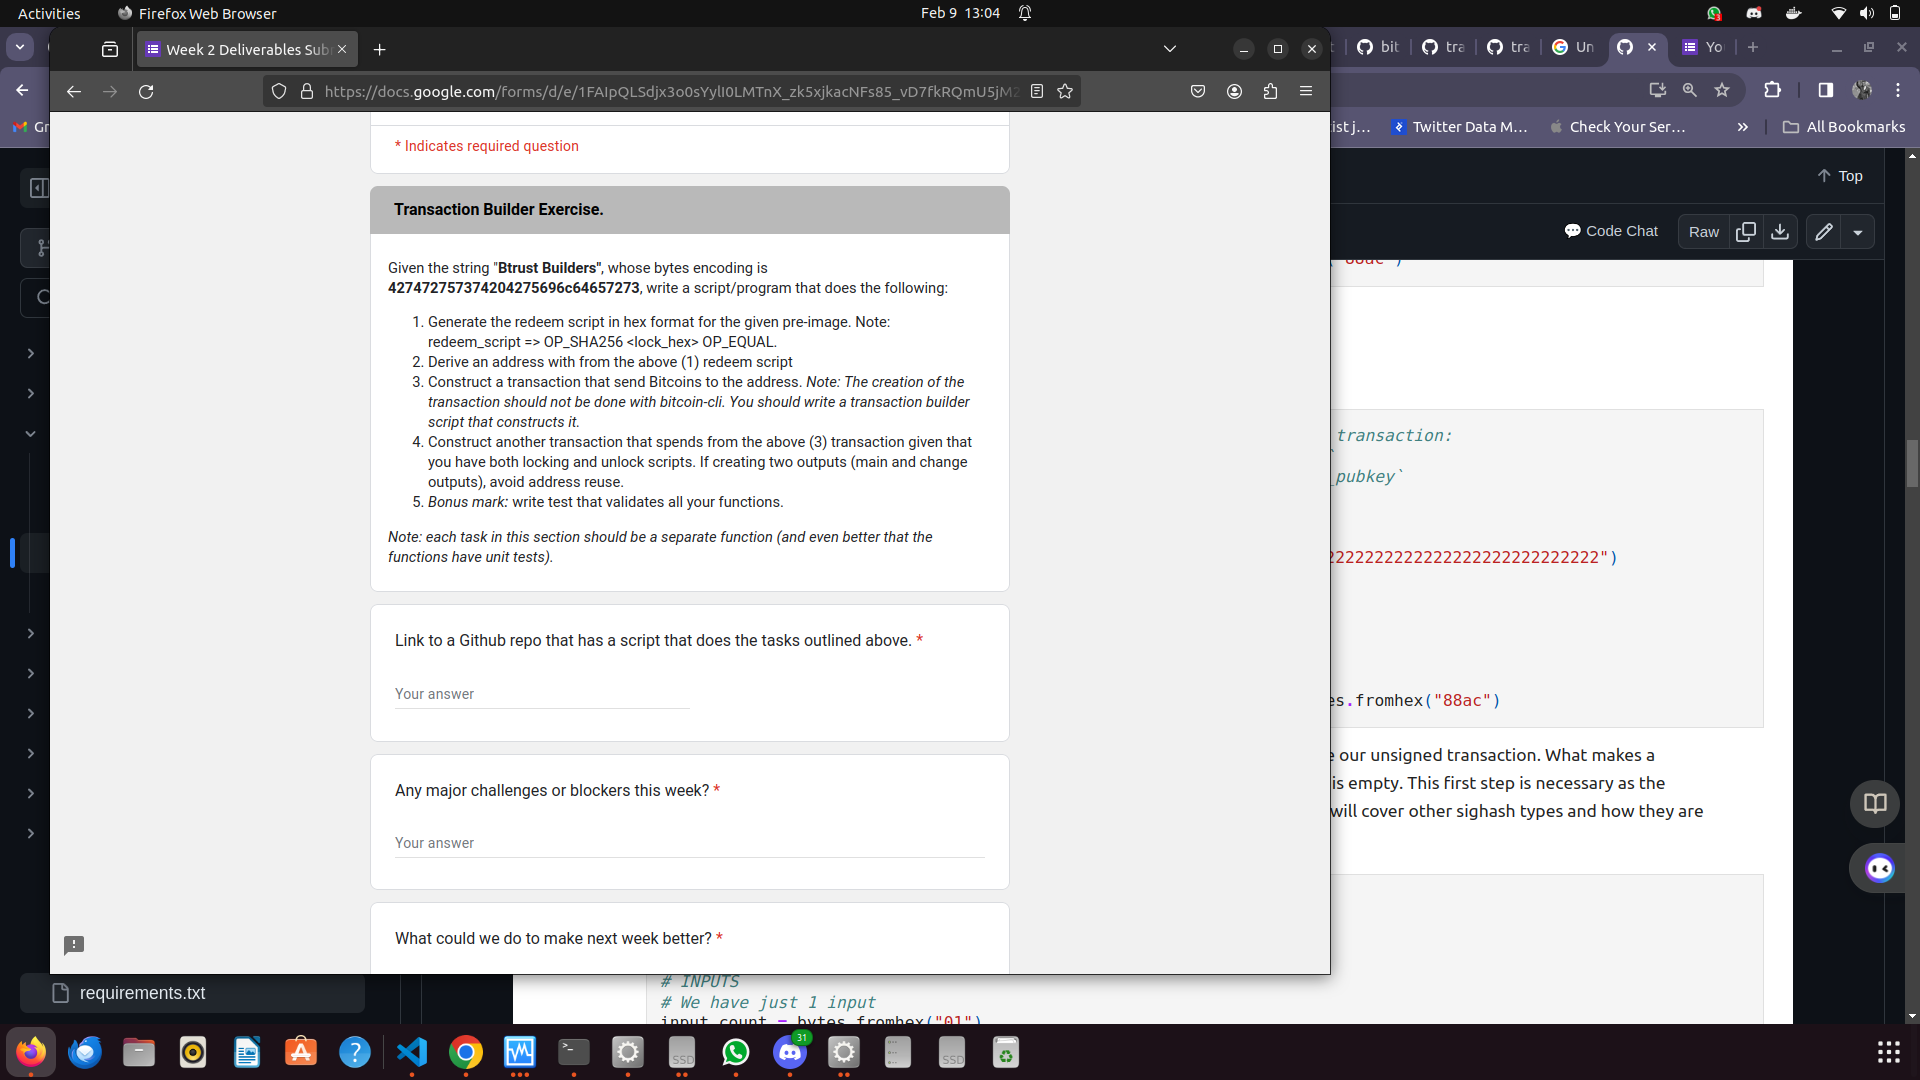 Activities
Firefox Web Browser
Feb 9 13:04
Week 2 Deliverables Sub
bit
tra
tra
Un
Yo
https://docs.google.com/forms/d/e/1FAIpQLSdjx3o0sYylI0LMTnX_zk5xjkacNFs85_vD7fkRQmU5jM2
Gr
ist j...
Twitter Data M...
Check Your Ser...
All Bookmarks
* Indicates required question
Top
Transaction Builder Exercise.
Code Chat
Raw
"88ac")
Given the string "Btrust Builders", whose bytes encoding is
427472757374204275696c64657273, write a script/program that does the following:
1. Generate the redeem script in hex format for the given pre-image. Note:
redeem_script => OP_SHA256 <lock_hex> OP_EQUAL.
2. Derive an address with from the above (1) redeem script
3. Construct a transaction that send Bitcoins to the address. Note: The creation of the
transaction should not be done with bitcoin-cli. You should write a transaction builder
script that constructs it.
4. Construct another transaction that spends from the above (3) transaction given that
you have both locking and unlock scripts. If creating two outputs (main and change
outputs), avoid address reuse.
5. Bonus mark: write test that validates all your functions.
Note: each task in this section should be a separate function (and even better that the
functions have unit tests).
transaction:
`
_pubkey`
22222222222222222222222222222")
es.fromhex("88ac")
Link to a Github repo that has a script that does the tasks outlined above. *
Your answer
Any major challenges or blockers this week? *
Your answer
What could we do to make next week better? *
e our unsigned transaction. What makes a
is empty. This first step is necessary as the
will cover other sighash types and how they are
# INPUTS
# We have just 1 input
input_count = bytes.fromhex("01")
requirements.txt
SSD
31
SSD